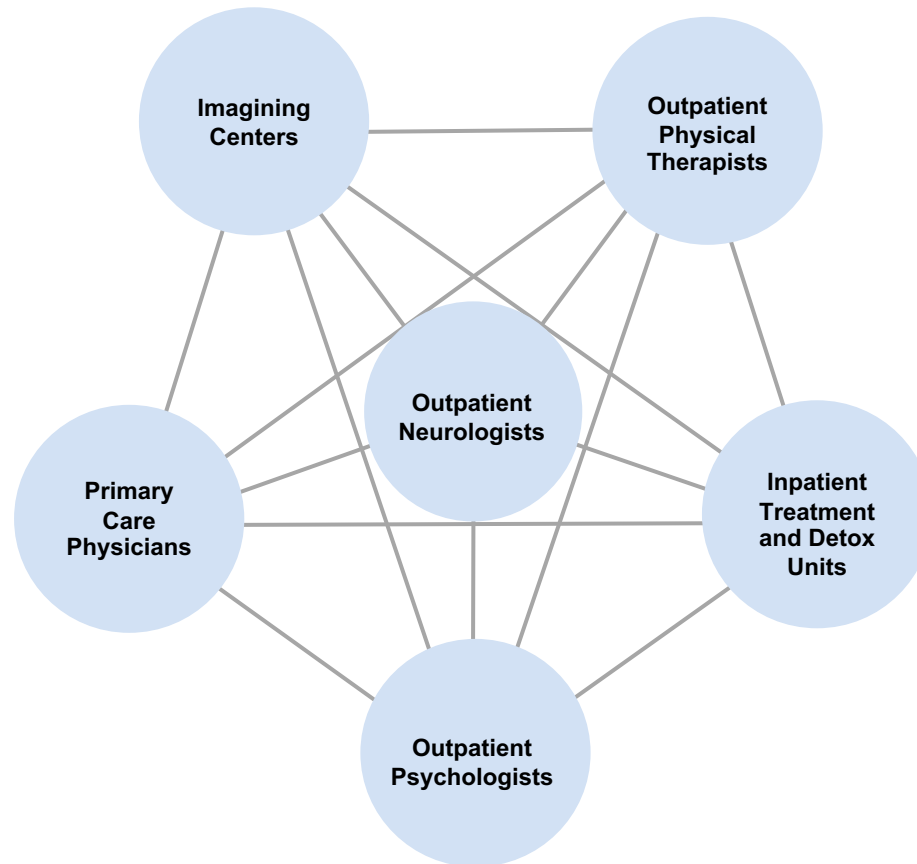 Imagining
Centers
Outpatient
Physical
Therapists
Outpatient
Neurologists
Primary
Care
Physicians
Inpatient
Treatment
and Detox
Units
Outpatient
Psychologists